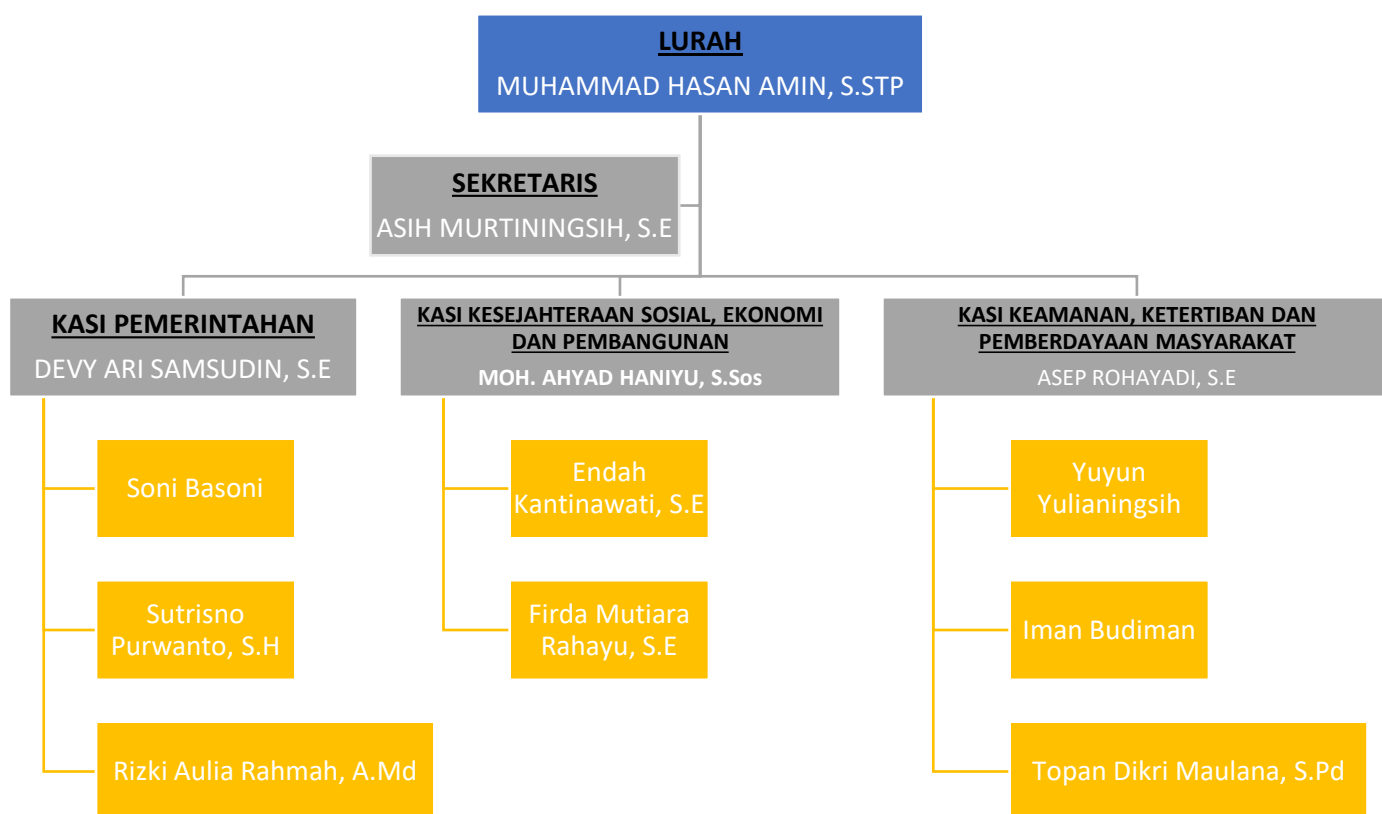 LURAH
MUHAMMAD HASAN AMIN, S.STP
SEKRETARIS
ASIH MURTININGSIH, S.E
KASI PEMERINTAHAN
DEVY ARI SAMSUDIN, S.E
KASI KESEJAHTERAAN SOSIAL, EKONOMI
DAN PEMBANGUNAN
MOH. AHYAD HANIYU, S.Sos
KASI KEAMANAN, KETERTIBAN DAN
PEMBERDAYAAN MASYARAKAT
ASEP ROHAYADI, S.E
Soni Basoni
Sutrisno
Purwanto, S.H
Rizki Aulia Rahmah, A.Md
Endah
Kantinawati, S.E
Firda Mutiara
Rahayu, S.E
Yuyun
Yulianingsih
Iman Budiman
Topan Dikri Maulana, S.Pd